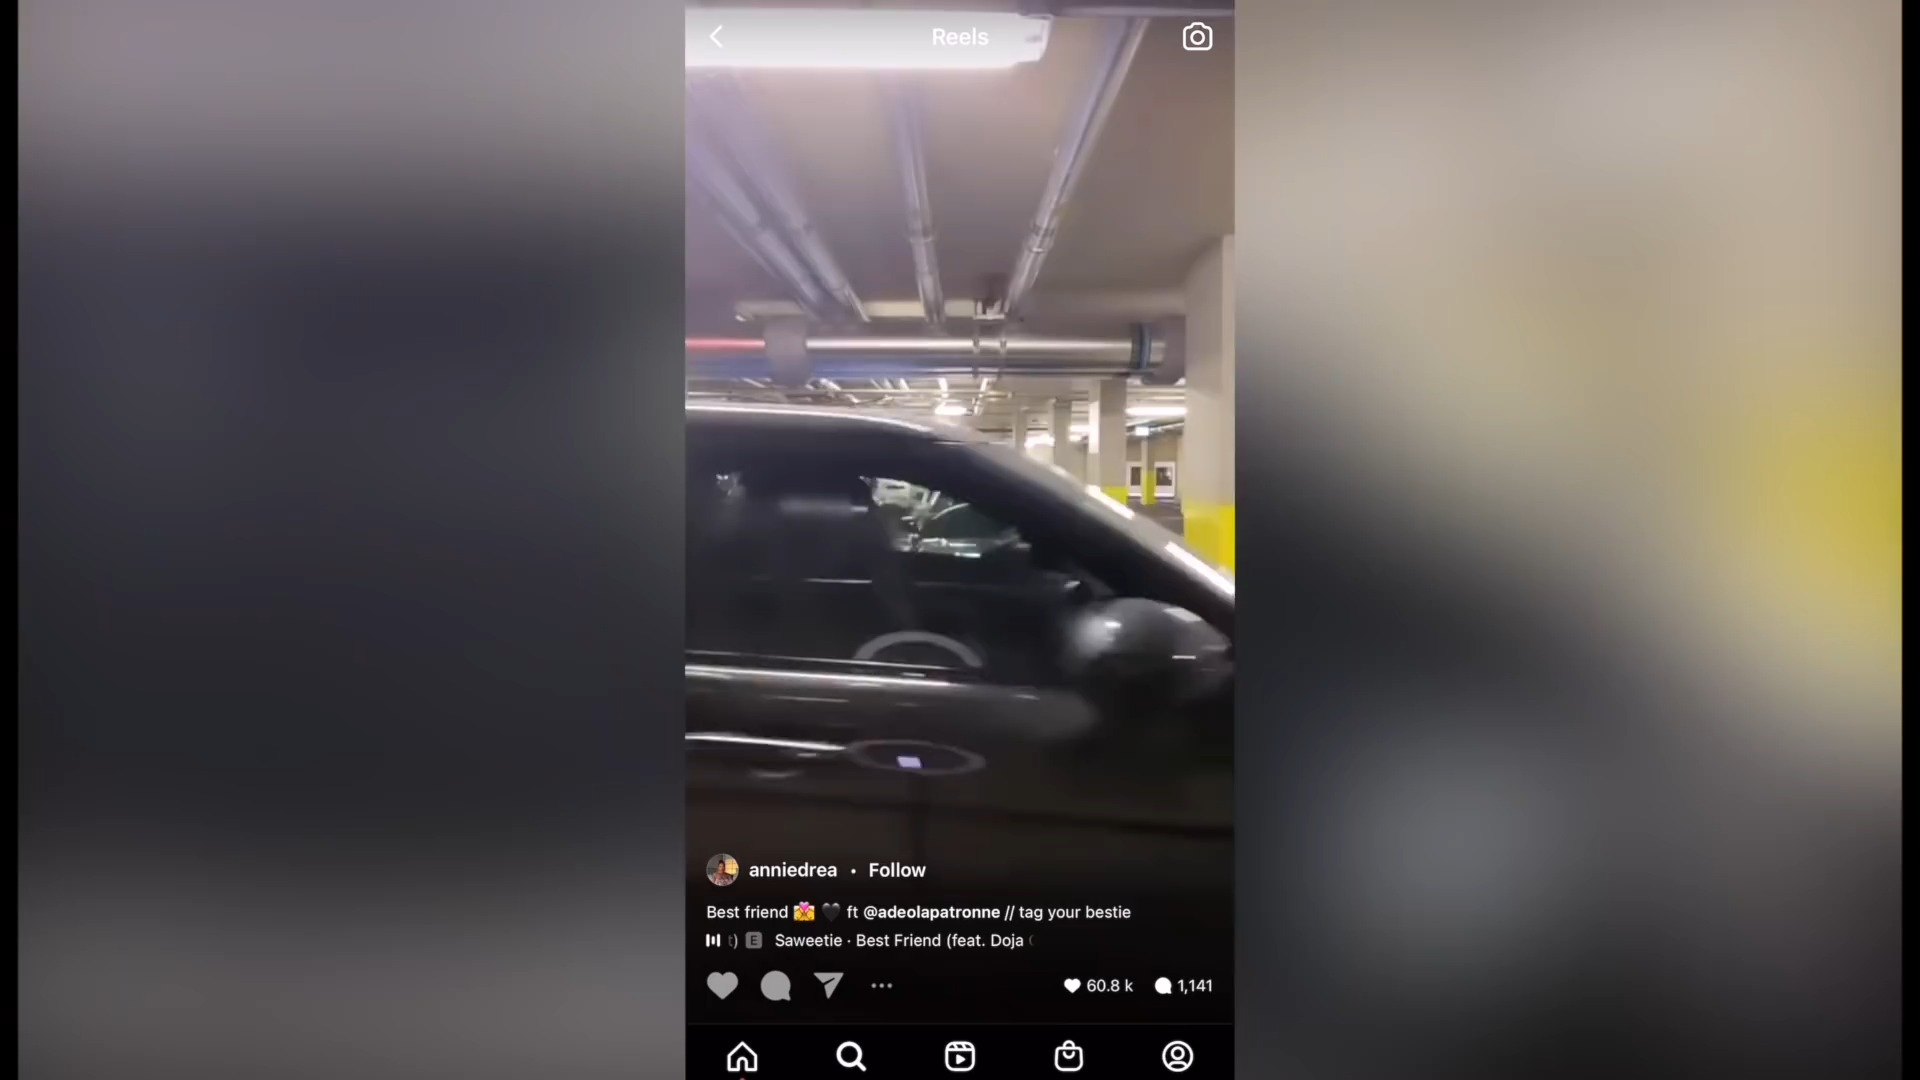 Reels
anniedrea • Follow
Best friend 👩‍❤️‍👩 🖤 ft @adeolapatronne // tag your bestie
E Saweetie · Best Friend (feat. Doja
60.8 k 1,141